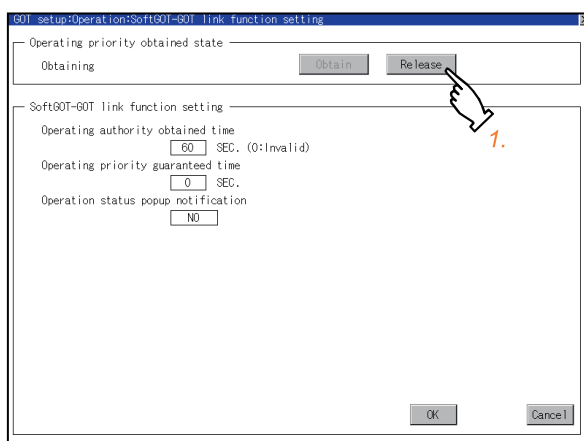 GOT setup:Operation:SoftGOT-GOT link function setting
Operating priority obtained state
Obtaining Obtain Release
1.
SoftGOT-GOT link function setting
Operating authority obtained time
60 SEC. (0:Invalid)
Operating priority guaranteed time
0 SEC.
Operation status popup notification
NO
OK Cancel